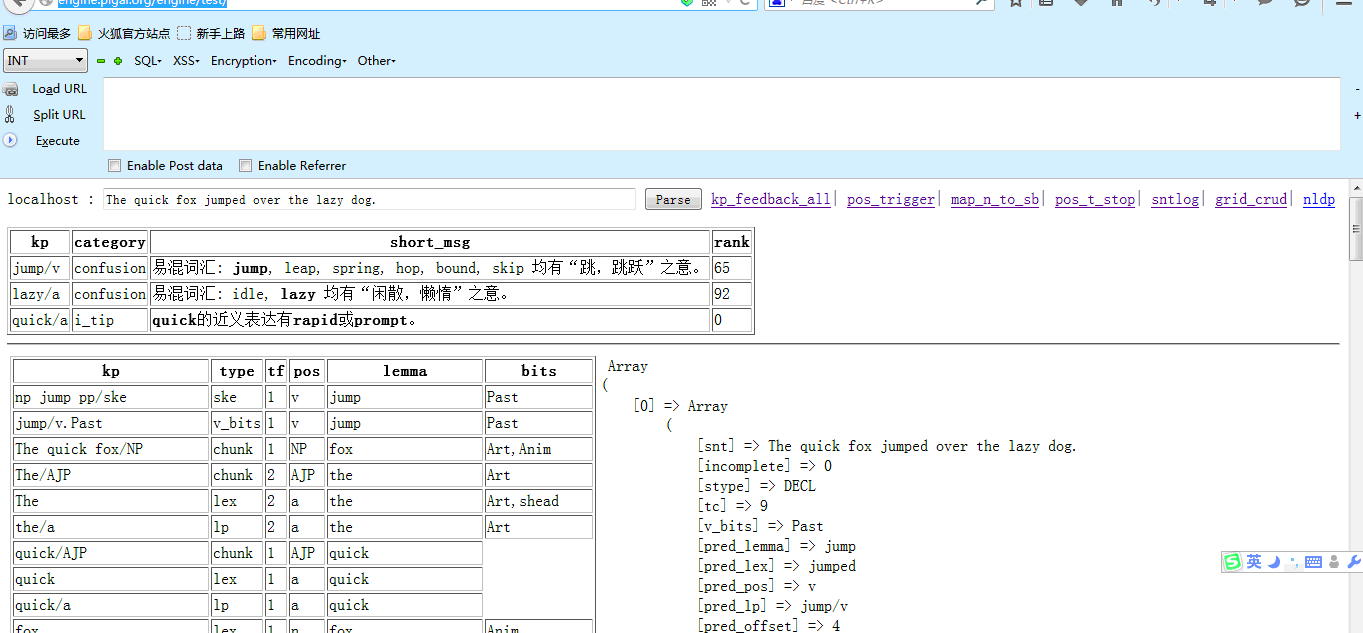 engine.pigai.org/engine/test/
百度 <Ctrl+K>
访问最多 火狐官方站点 新手上路 常用网址
INT SQL XSS Encryption Encoding Other
Load URL
Split URL
Execute
Enable Post data Enable Referrer
localhost : The quick fox jumped over the lazy dog. Parse kp_feedback_all| pos_trigger| map_n_to_sb| pos_t_stop| sntlog| grid_crud| nldp
kp category short_msg rank
jump/v confusion 易混词汇: jump, leap, spring, hop, bound, skip 均有“跳，跳跃”之意。 65
lazy/a confusion 易混词汇: idle, lazy 均有“闲散，懒惰”之意。 92
quick/a i_tip quick的近义表达有rapid或prompt。 0
kp type tf pos lemma bits
np jump pp/ske ske 1 v jump Past
jump/v.Past v_bits 1 v jump Past
The quick fox/NP chunk 1 NP fox Art,Anim
The/AJP chunk 2 AJP the Art
The lex 2 a the Art,shead
the/a lp 2 a the Art
quick/AJP chunk 1 AJP quick
quick lex 1 a quick
quick/a lp 1 a quick
fox lex 1 n fox Anim
Array
(
[0] => Array
(
[snt] => The quick fox jumped over the lazy dog.
[incomplete] => 0
[stype] => DECL
[tc] => 9
[v_bits] => Past
[pred_lemma] => jump
[pred_lex] => jumped
[pred_pos] => v
[pred_lp] => jump/v
[pred_offset] => 4
英